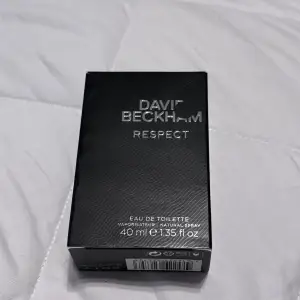 DAVID
BECKHAM
RESPECT
EAU DE TOILETTE
VAPORISATEUR NATURAL SPRAY
40 ml e 1.35 fl oz